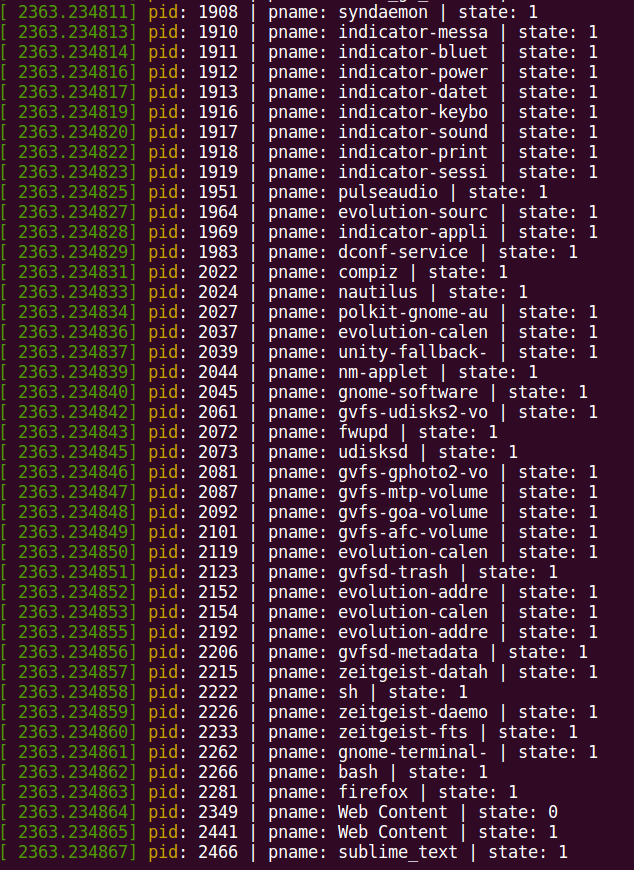 [ 2363.234811] pid: 1908 | pname: syndaemon | state: 1
[ 2363.234813] pid: 1910 | pname: indicator-messa | state: 1
[ 2363.234814] pid: 1911 | pname: indicator-bluet | state: 1
[ 2363.234816] pid: 1912 | pname: indicator-power | state: 1
[ 2363.234817] pid: 1913 | pname: indicator-datet | state: 1
[ 2363.234819] pid: 1916 | pname: indicator-keybo | state: 1
[ 2363.234820] pid: 1917 | pname: indicator-sound | state: 1
[ 2363.234822] pid: 1918 | pname: indicator-print | state: 1
[ 2363.234823] pid: 1919 | pname: indicator-sessi | state: 1
[ 2363.234825] pid: 1951 | pname: pulseaudio | state: 1
[ 2363.234827] pid: 1964 | pname: evolution-sourc | state: 1
[ 2363.234828] pid: 1969 | pname: indicator-appli | state: 1
[ 2363.234829] pid: 1983 | pname: dconf-service | state: 1
[ 2363.234831] pid: 2022 | pname: compiz | state: 1
[ 2363.234833] pid: 2024 | pname: nautilus | state: 1
[ 2363.234834] pid: 2027 | pname: polkit-gnome-au | state: 1
[ 2363.234836] pid: 2037 | pname: evolution-calen | state: 1
[ 2363.234837] pid: 2039 | pname: unity-fallback- | state: 1
[ 2363.234839] pid: 2044 | pname: nm-applet | state: 1
[ 2363.234840] pid: 2045 | pname: gnome-software | state: 1
[ 2363.234842] pid: 2061 | pname: gvfs-udisks2-vo | state: 1
[ 2363.234843] pid: 2072 | pname: fwupd | state: 1
[ 2363.234845] pid: 2073 | pname: udisksd | state: 1
[ 2363.234846] pid: 2081 | pname: gvfs-gphoto2-vo | state: 1
[ 2363.234847] pid: 2087 | pname: gvfs-mtp-volume | state: 1
[ 2363.234848] pid: 2092 | pname: gvfs-goa-volume | state: 1
[ 2363.234849] pid: 2101 | pname: gvfs-afc-volume | state: 1
[ 2363.234850] pid: 2119 | pname: evolution-calen | state: 1
[ 2363.234851] pid: 2123 | pname: gvfsd-trash | state: 1
[ 2363.234852] pid: 2152 | pname: evolution-addre | state: 1
[ 2363.234853] pid: 2154 | pname: evolution-calen | state: 1
[ 2363.234855] pid: 2192 | pname: evolution-addre | state: 1
[ 2363.234856] pid: 2206 | pname: gvfsd-metadata | state: 1
[ 2363.234857] pid: 2215 | pname: zeitgeist-datah | state: 1
[ 2363.234858] pid: 2222 | pname: sh | state: 1
[ 2363.234859] pid: 2226 | pname: zeitgeist-daemo | state: 1
[ 2363.234860] pid: 2233 | pname: zeitgeist-fts | state: 1
[ 2363.234861] pid: 2262 | pname: gnome-terminal- | state: 1
[ 2363.234862] pid: 2266 | pname: bash | state: 1
[ 2363.234863] pid: 2281 | pname: firefox | state: 1
[ 2363.234864] pid: 2349 | pname: Web Content | state: 0
[ 2363.234865] pid: 2441 | pname: Web Content | state: 1
[ 2363.234867] pid: 2466 | pname: sublime_text | state: 1